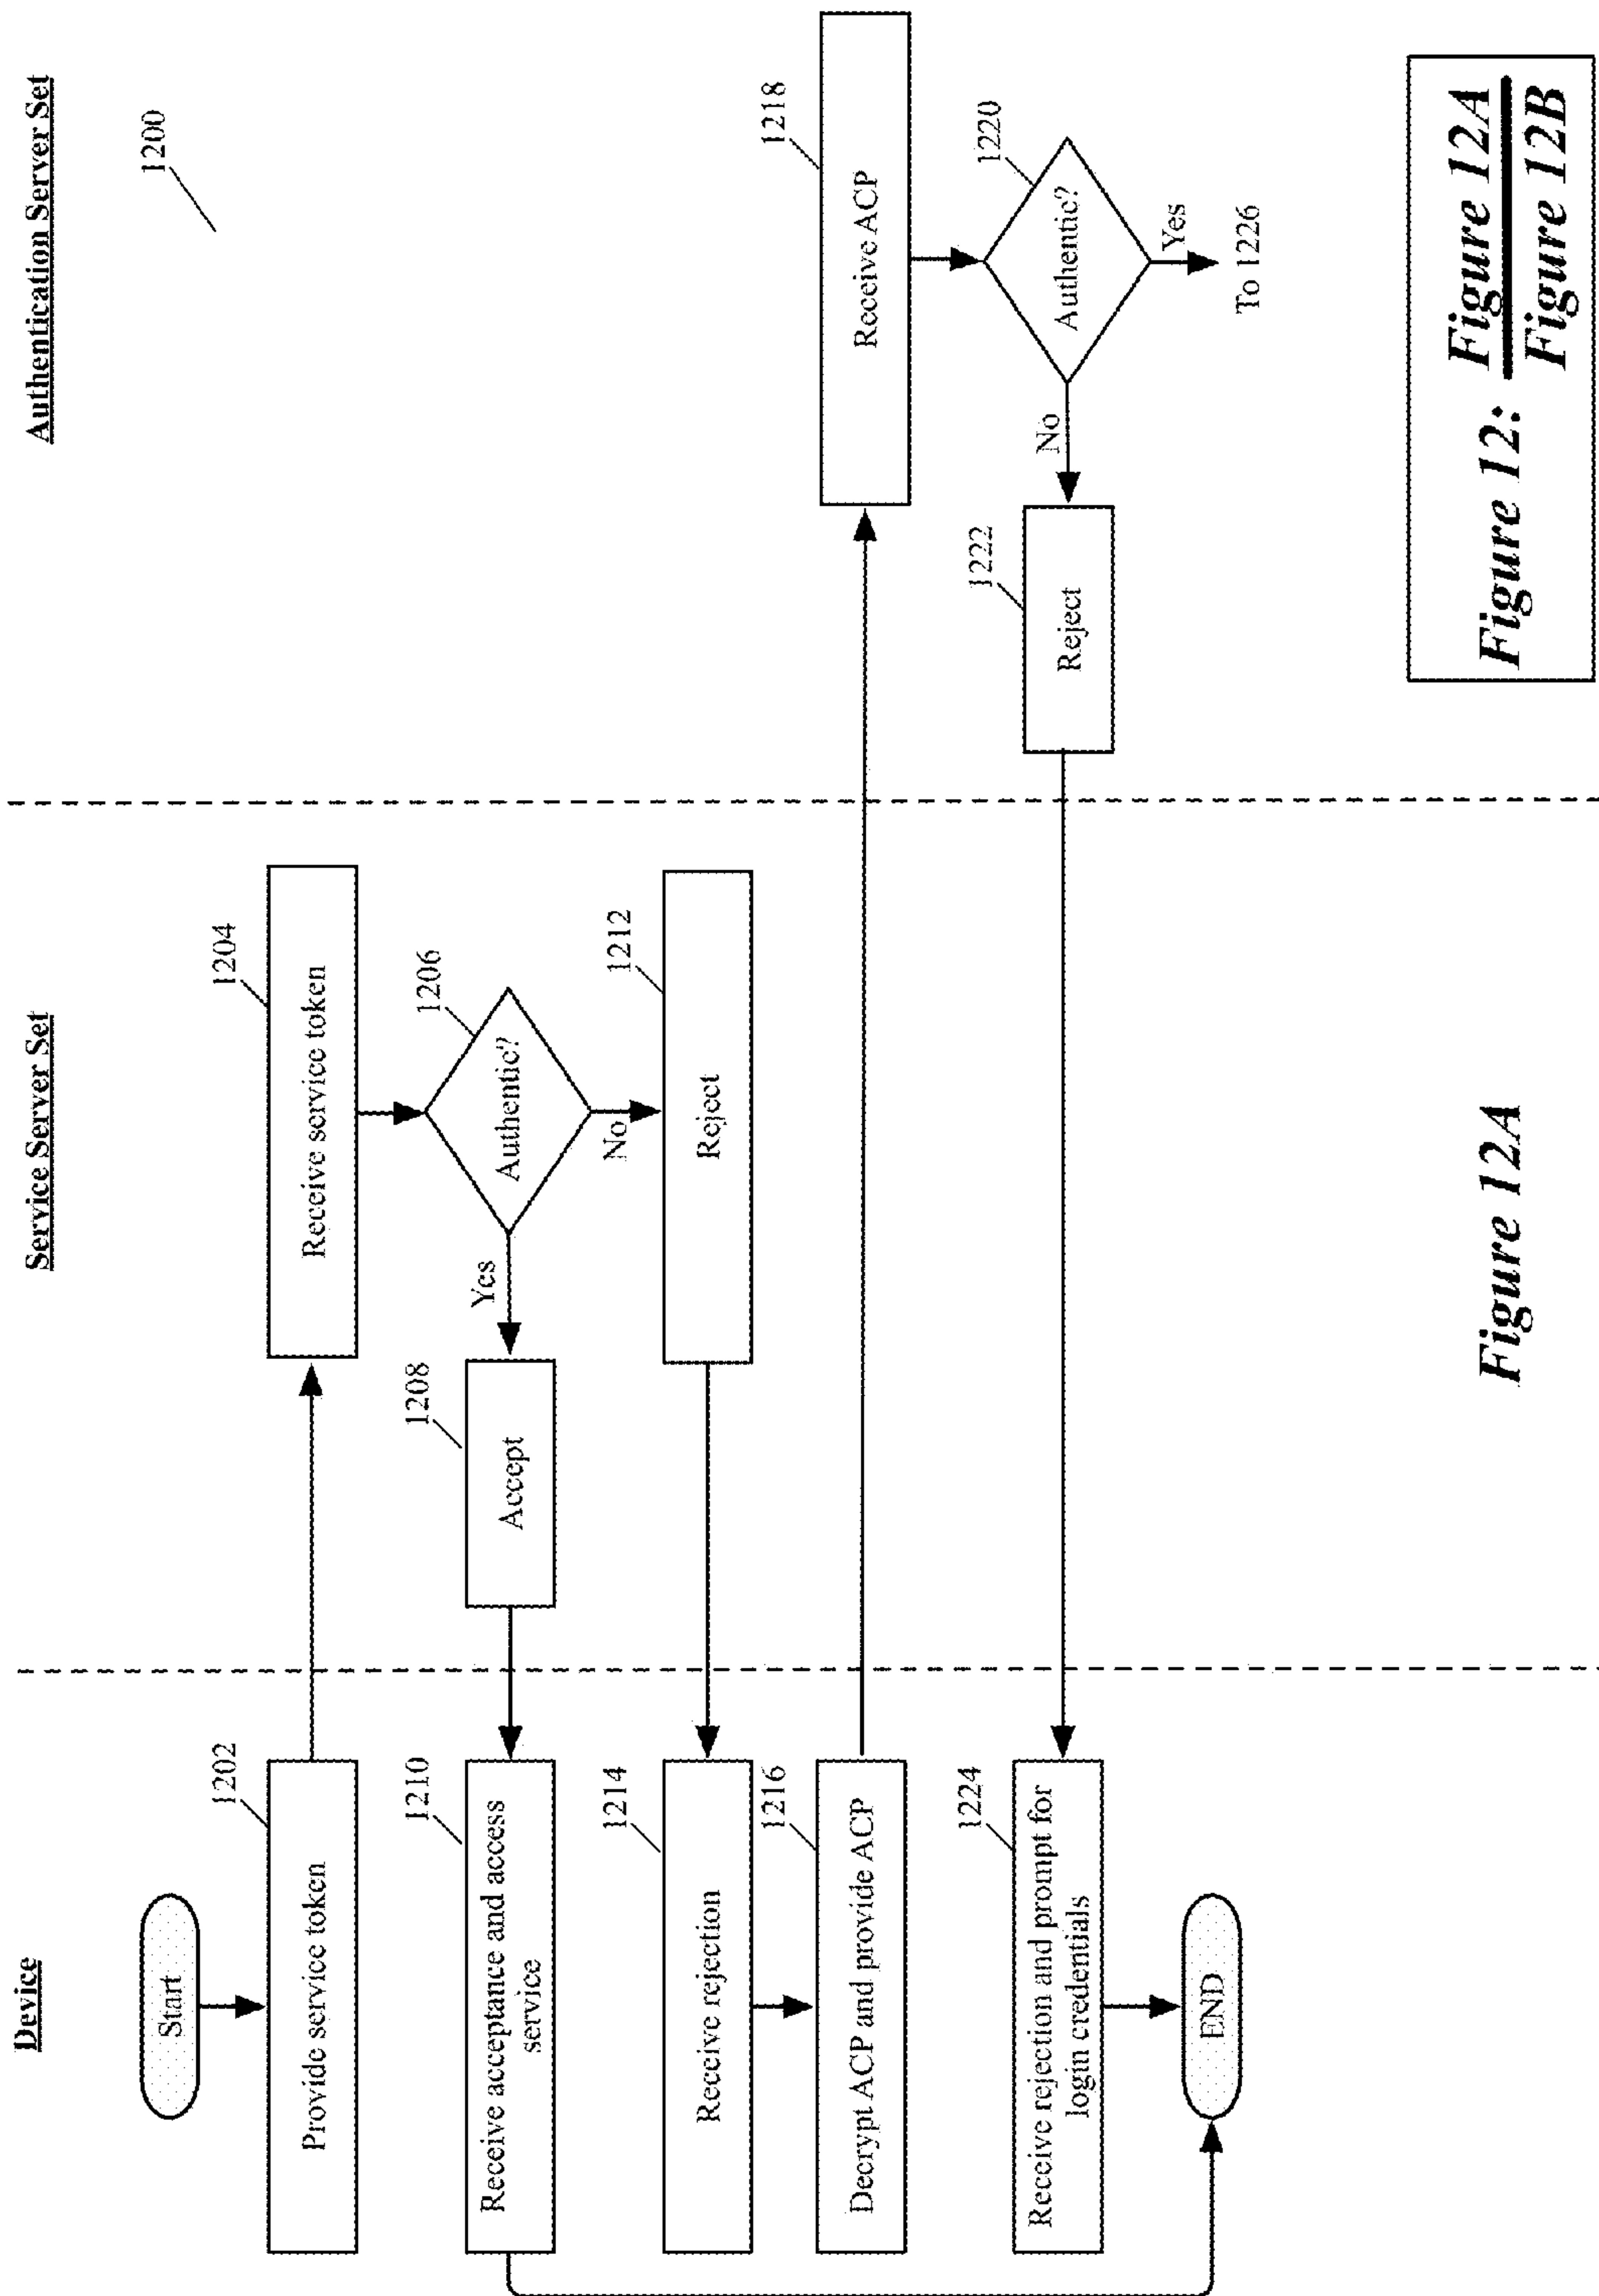 Device
Service Server Set
Authentication Server Set
1200
Start
1202
Provide service token
1204
Receive service token
1206
Authentic?
Yes
No
1208
Accept
1210
Receive acceptance and access
service
1212
Reject
1214
Receive rejection
1216
Decrypt ACP and provide ACP
1218
Receive ACP
1220
Authentic?
No
Yes
To 1226
1222
Reject
1224
Receive rejection and prompt for
login credentials
END
Figure 12A
Figure 12: Figure 12A
Figure 12B